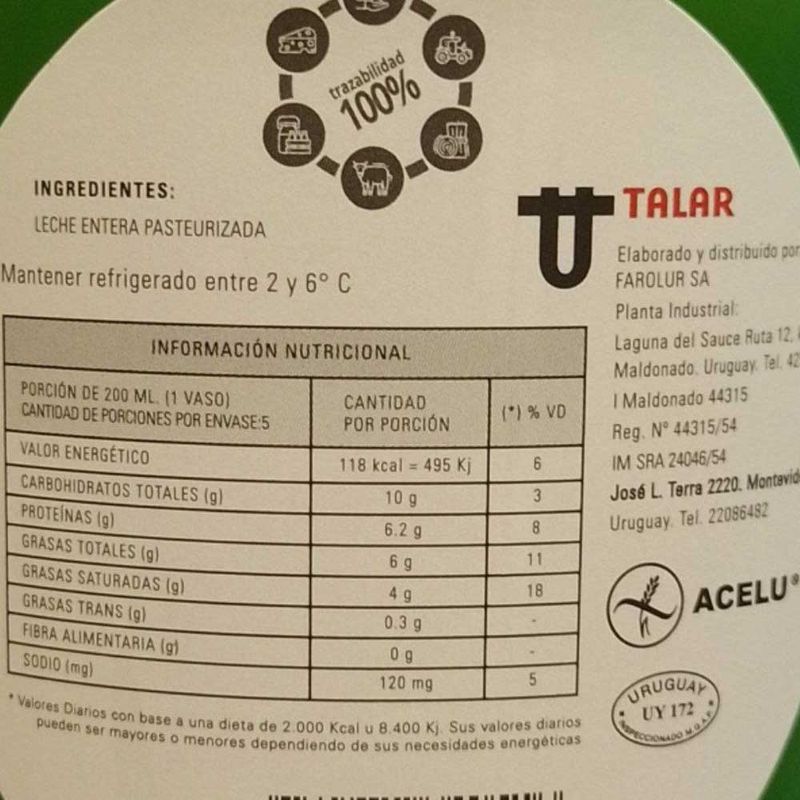 trazabilidad
100%
INGREDIENTES:
LECHE ENTERA PASTEURIZADA
Mantener refrigerado entre 2 y 6° C
INFORMACIÓN NUTRICIONAL
PORCIÓN DE 200 ML. (1 VASO)
CANTIDAD DE PORCIONES POR ENVASE:5
CANTIDAD
POR PORCIÓN
(*) % VD
VALOR ENERGÉTICO 118 kcal = 495 Kj 6
CARBOHIDRATOS TOTALES (g) 10 g 3
PROTEÍNAS (g) 6.2 g 8
GRASAS TOTALES (g) 6 g 11
GRASAS SATURADAS (g) 4 g 18
GRASAS TRANS (g) 0.3 g -
FIBRA ALIMENTARIA (g) 0 g -
SODIO (mg) 120 mg 5
* Valores Diarios con base a una dieta de 2.000 Kcal u 8.400 Kj. Sus valores diarios
pueden ser mayores o menores dependiendo de sus necesidades energéticas
TALAR
Elaborado y distribuido por
FAROLUR SA
Planta Industrial:
Laguna del Sauce Ruta 12,
Maldonado. Uruguay. Tel. 42
I Maldonado 44315
Reg. Nº 44315/54
IM SRA 24046/54
José L. Terra 2220. Montevid
Uruguay. Tel. 22086482
ACELU®
URUGUAY
UY 172
INSPECCIONADO M.G.A.P.